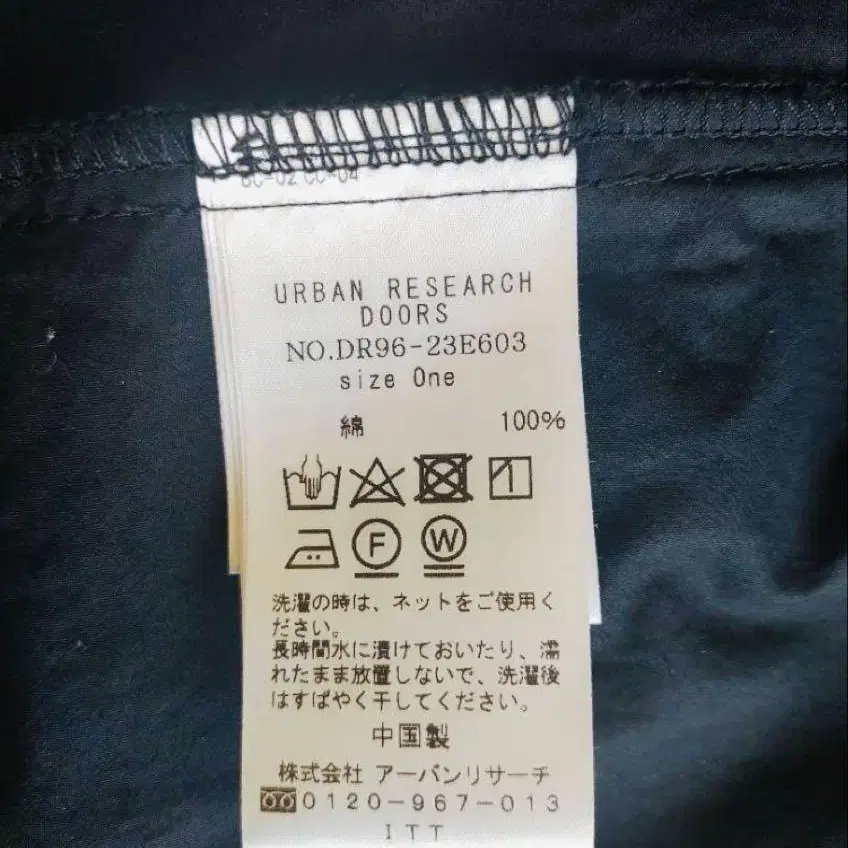 URBAN RESEARCH
DOORS
NO.DR96-23E603
size One
綿 100%
F W
洗濯の時は、ネットをご使用く
ださい。
長時間水に漬けておいたり、濡
れたまま放置しないで、洗濯後
はすばやく干してください。
中国製
株式会社 アーバンリサーチ
0120-967-013
ITT